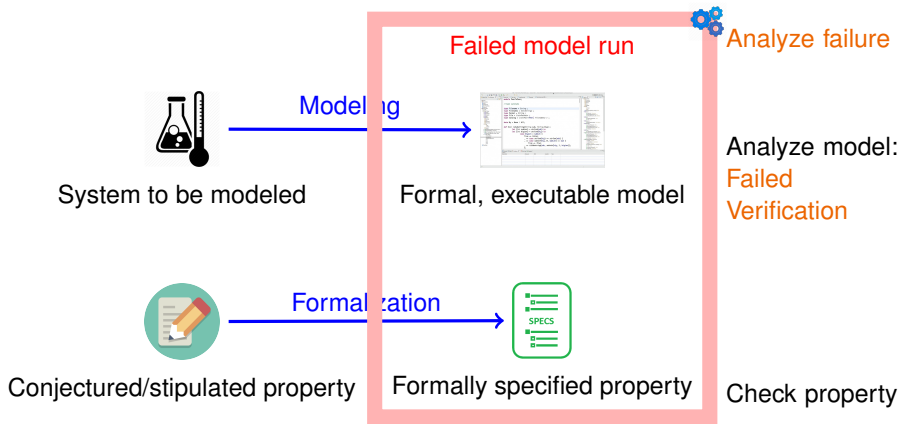 Failed model run
Analyze failure
Modeling
System to be modeled
Formal, executable model
Analyze model:
Failed
Verification
Formalization
SPECS
Conjectured/stipulated property
Formally specified property
Check property